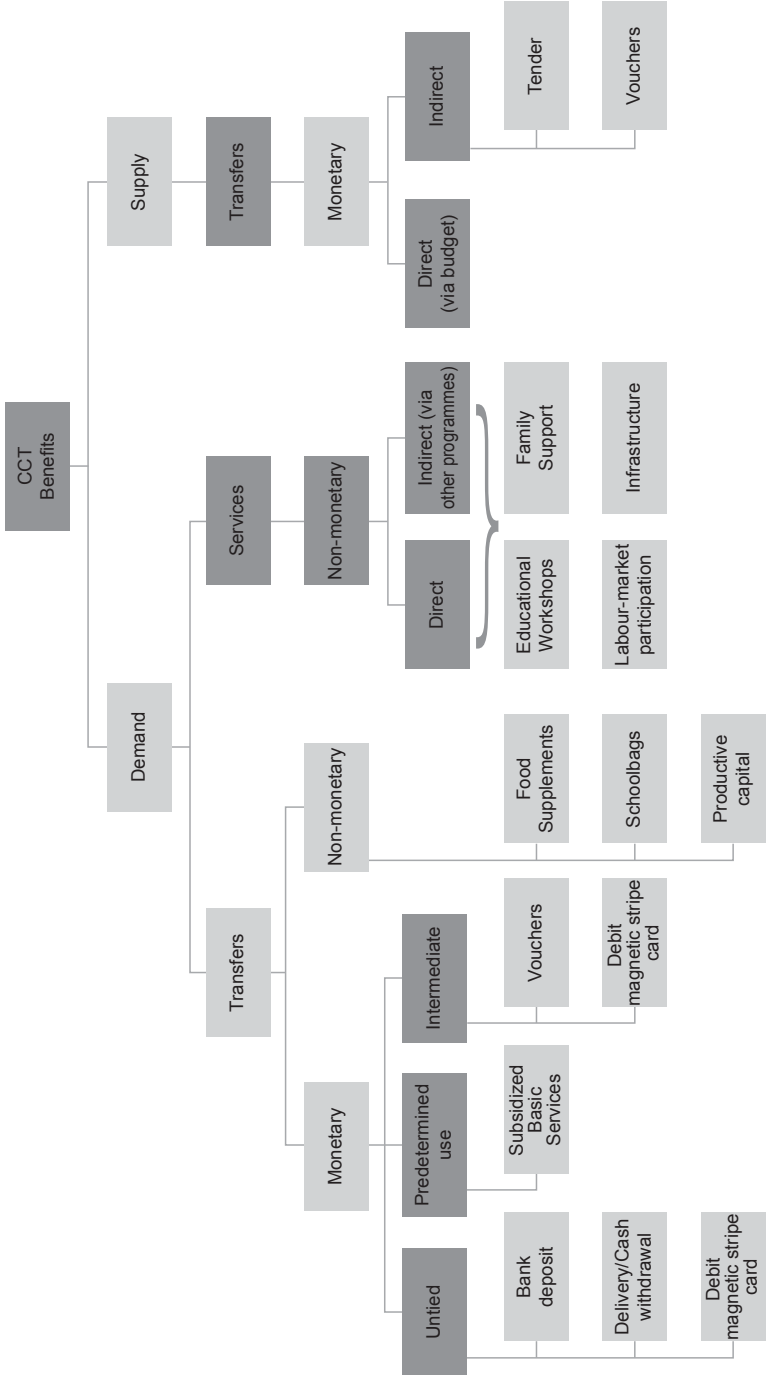 CCT
Benefits
Demand
Supply
Transfers
Services
Transfers
Monetary
Non-monetary
Non-monetary
Monetary
Untied
Predetermined
use
Intermediate
Direct
Indirect (via
other programmes)
Direct
(via budget)
Indirect
Bank
deposit
Delivery/Cash
withdrawal
Debit
magnetic stripe
card
Subsidized
Basic
Services
Vouchers
Debit
magnetic stripe
card
Food
Supplements
Schoolbags
Productive
capital
Educational
Workshops
Family
Support
Labour-market
participation
Infrastructure
Tender
Vouchers